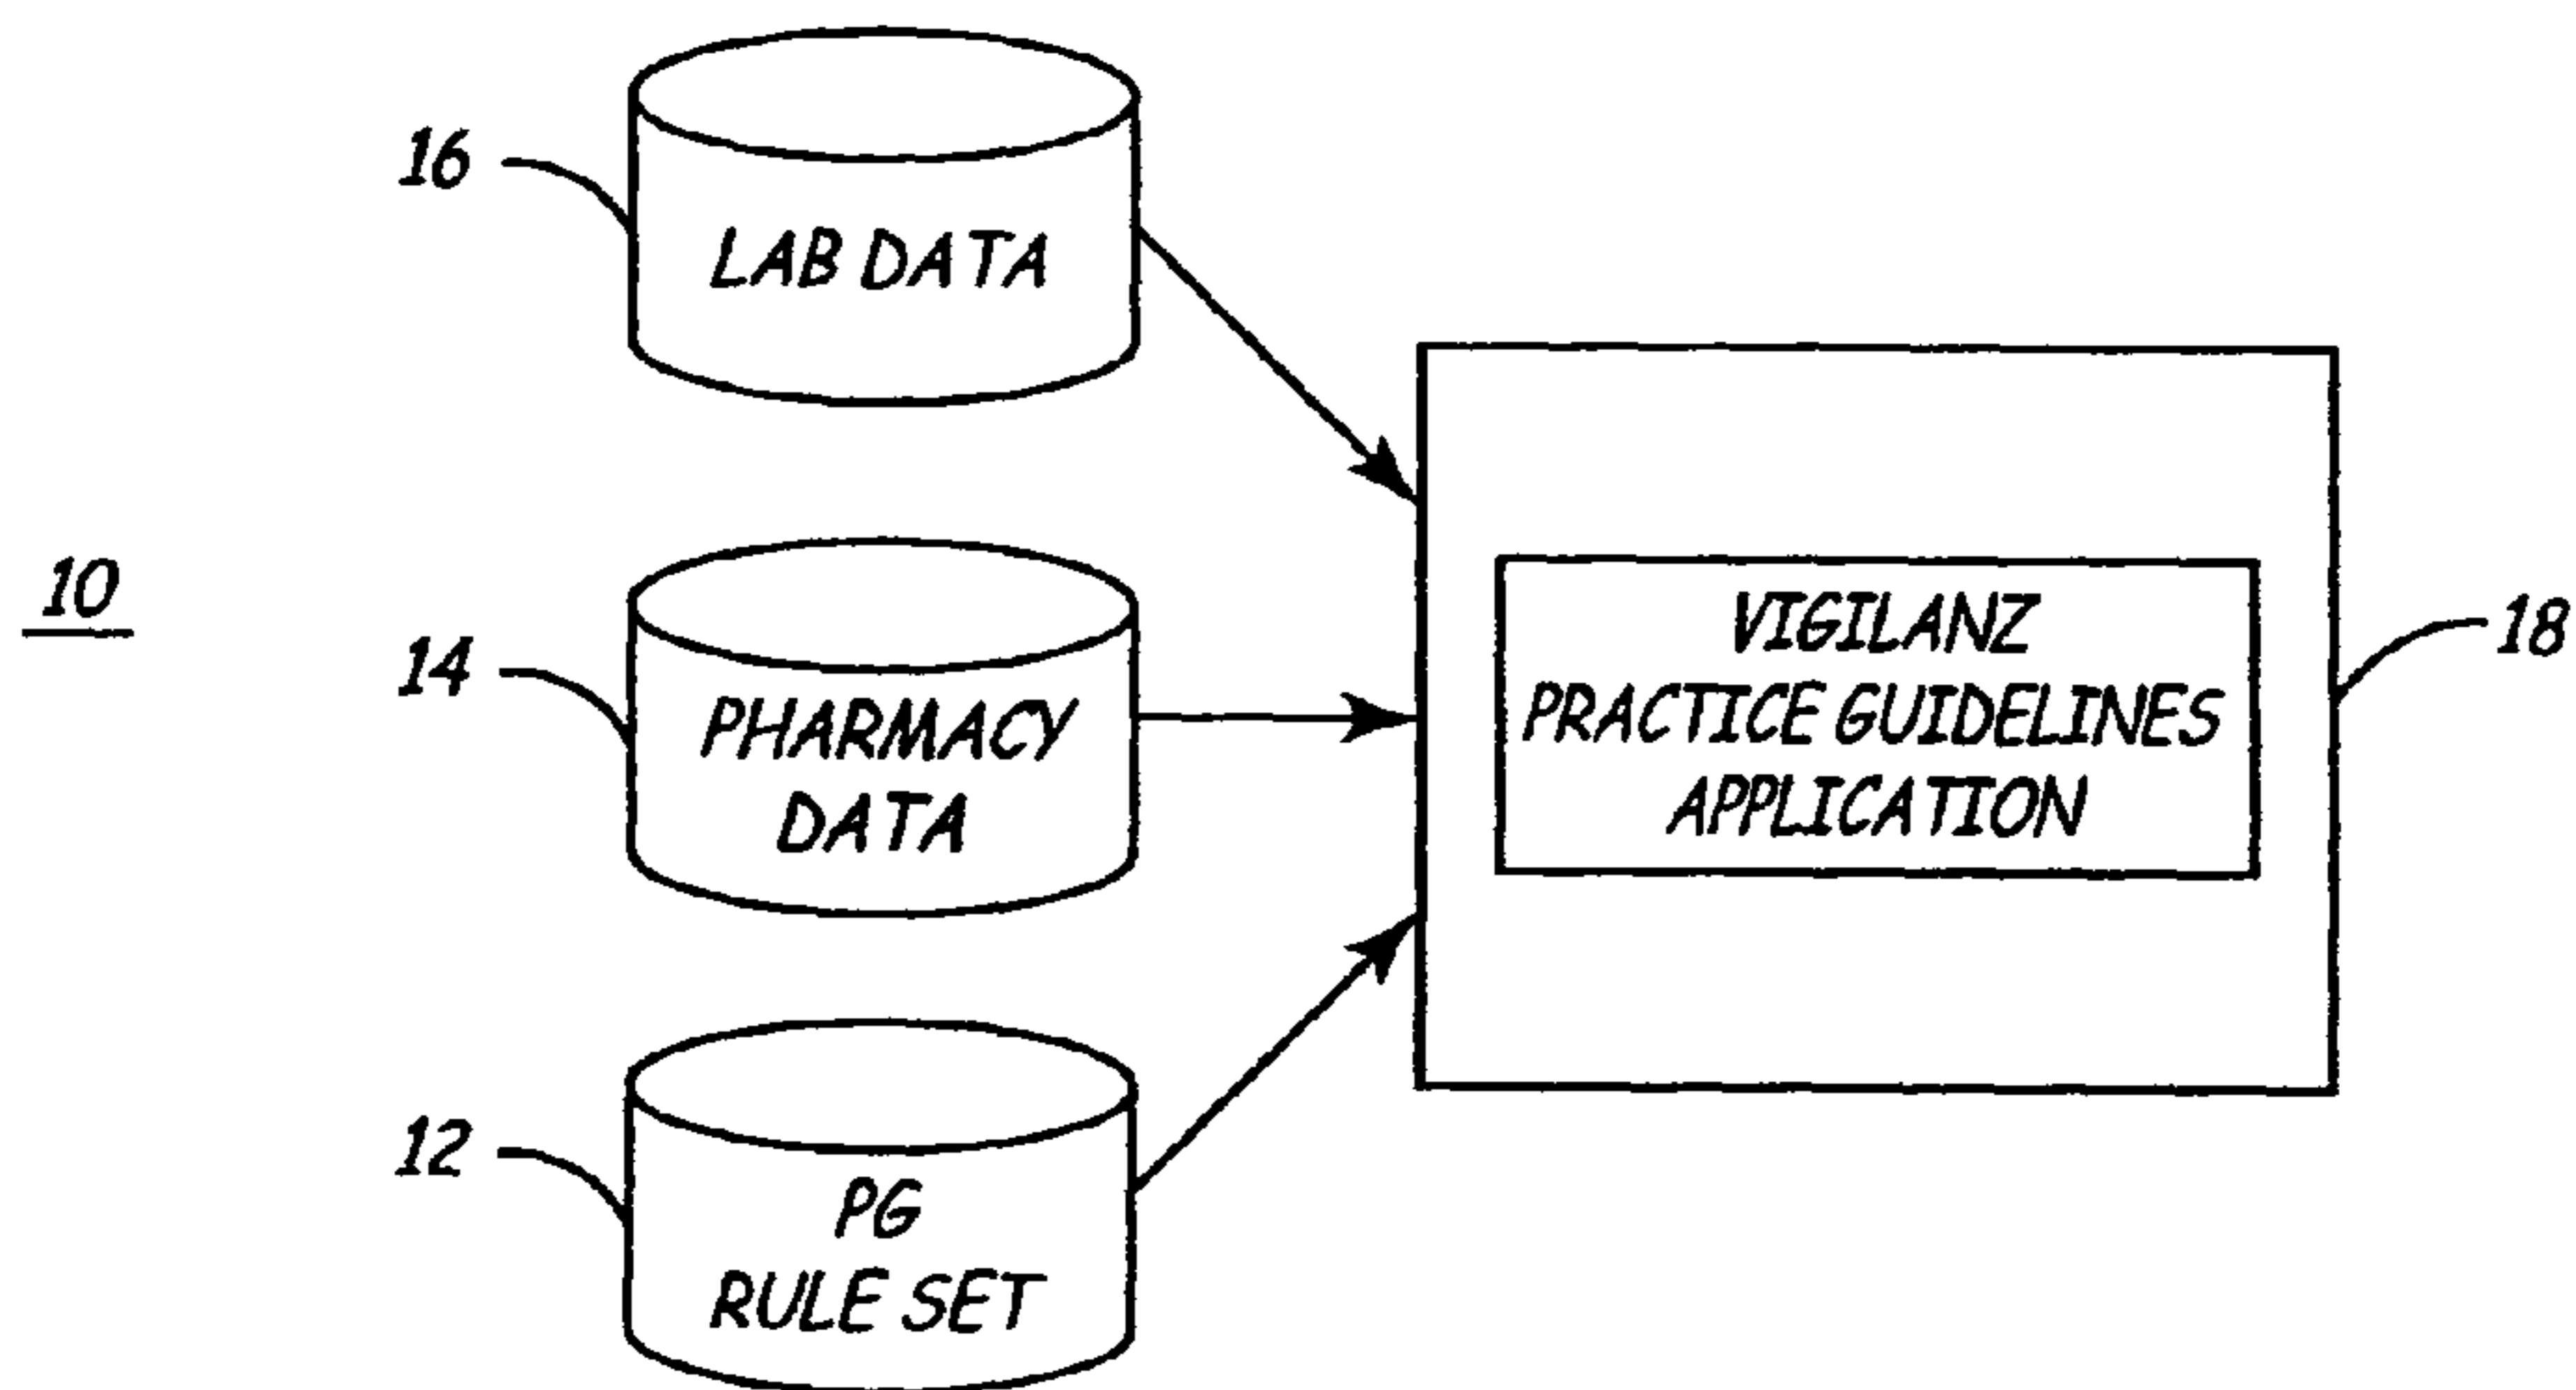 16
LAB DATA
10
14
PHARMACY
DATA
VIGILANZ
PRACTICE GUIDELINES
APPLICATION
18
12
PG
RULE SET